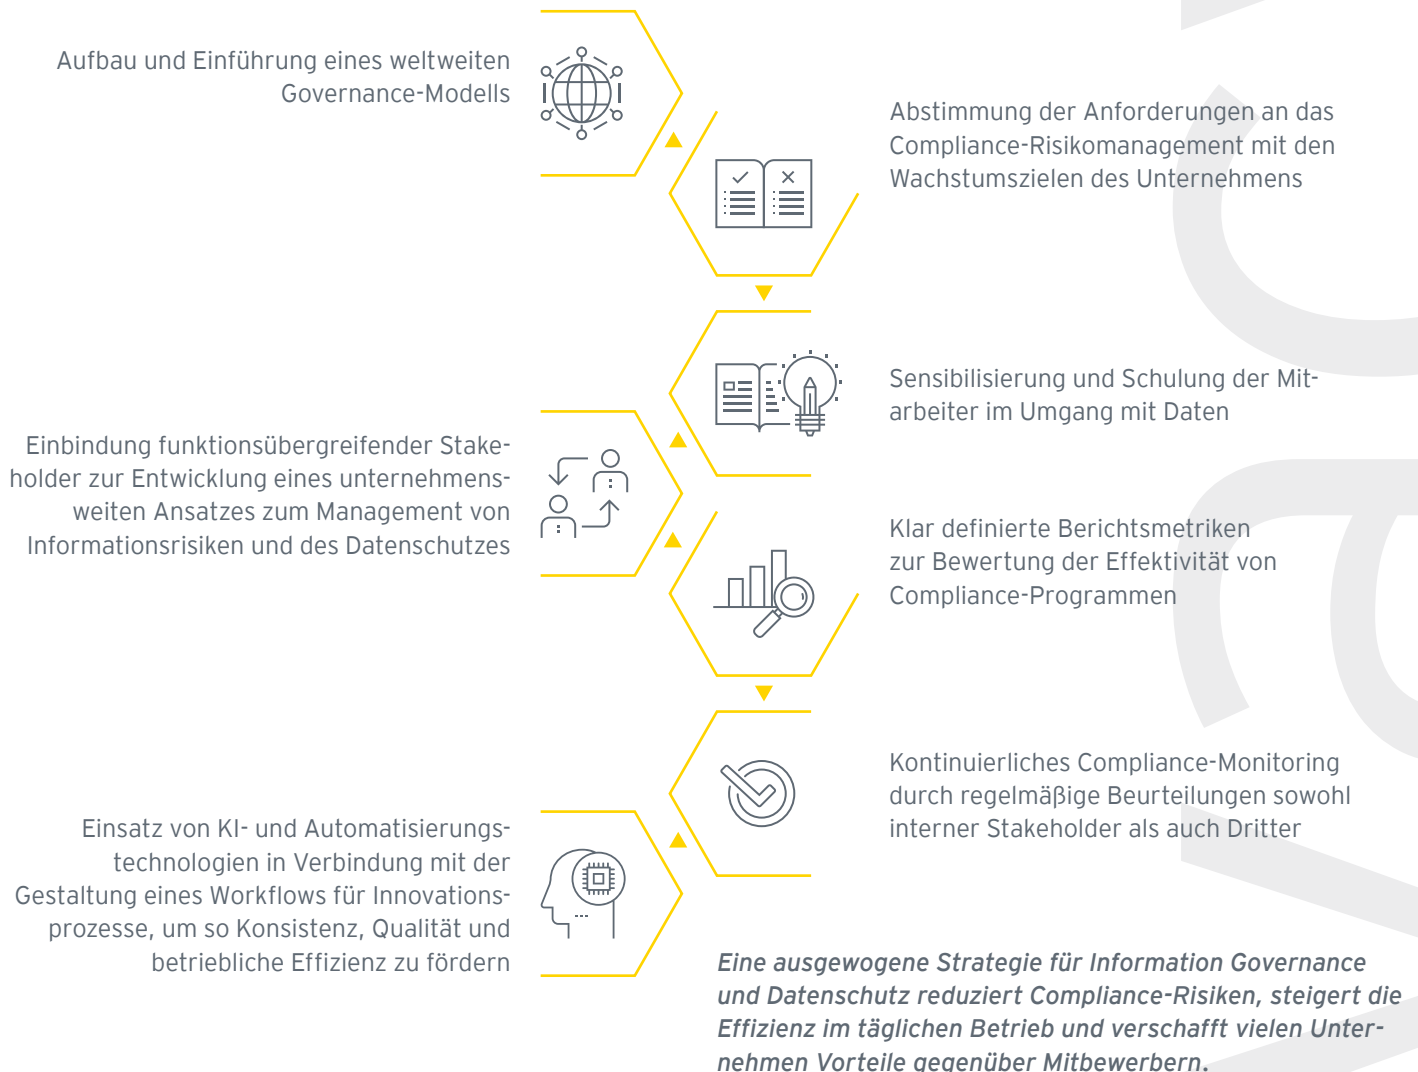 Aufbau und Einführung eines weltweiten
Governance-Modells
Abstimmung der Anforderungen an das
Compliance-Risikomanagement mit den
Wachstumszielen des Unternehmens
Sensibilisierung und Schulung der Mit-
arbeiter im Umgang mit Daten
Einbindung funktionsübergreifender Stake-
holder zur Entwicklung eines unternehmens-
weiten Ansatzes zum Management von
Informationsrisiken und des Datenschutzes
Klar definierte Berichtsmetriken
zur Bewertung der Effektivität von
Compliance-Programmen
Kontinuierliches Compliance-Monitoring
durch regelmäßige Beurteilungen sowohl
interner Stakeholder als auch Dritter
Einsatz von KI- und Automatisierungs-
technologien in Verbindung mit der
Gestaltung eines Workflows für Innovations-
prozesse, um so Konsistenz, Qualität und
betriebliche Effizienz zu fördern
Eine ausgewogene Strategie für Information Governance
und Datenschutz reduziert Compliance-Risiken, steigert die
Effizienz im täglichen Betrieb und verschafft vielen Unter-
nehmen Vorteile gegenüber Mitbewerbern.